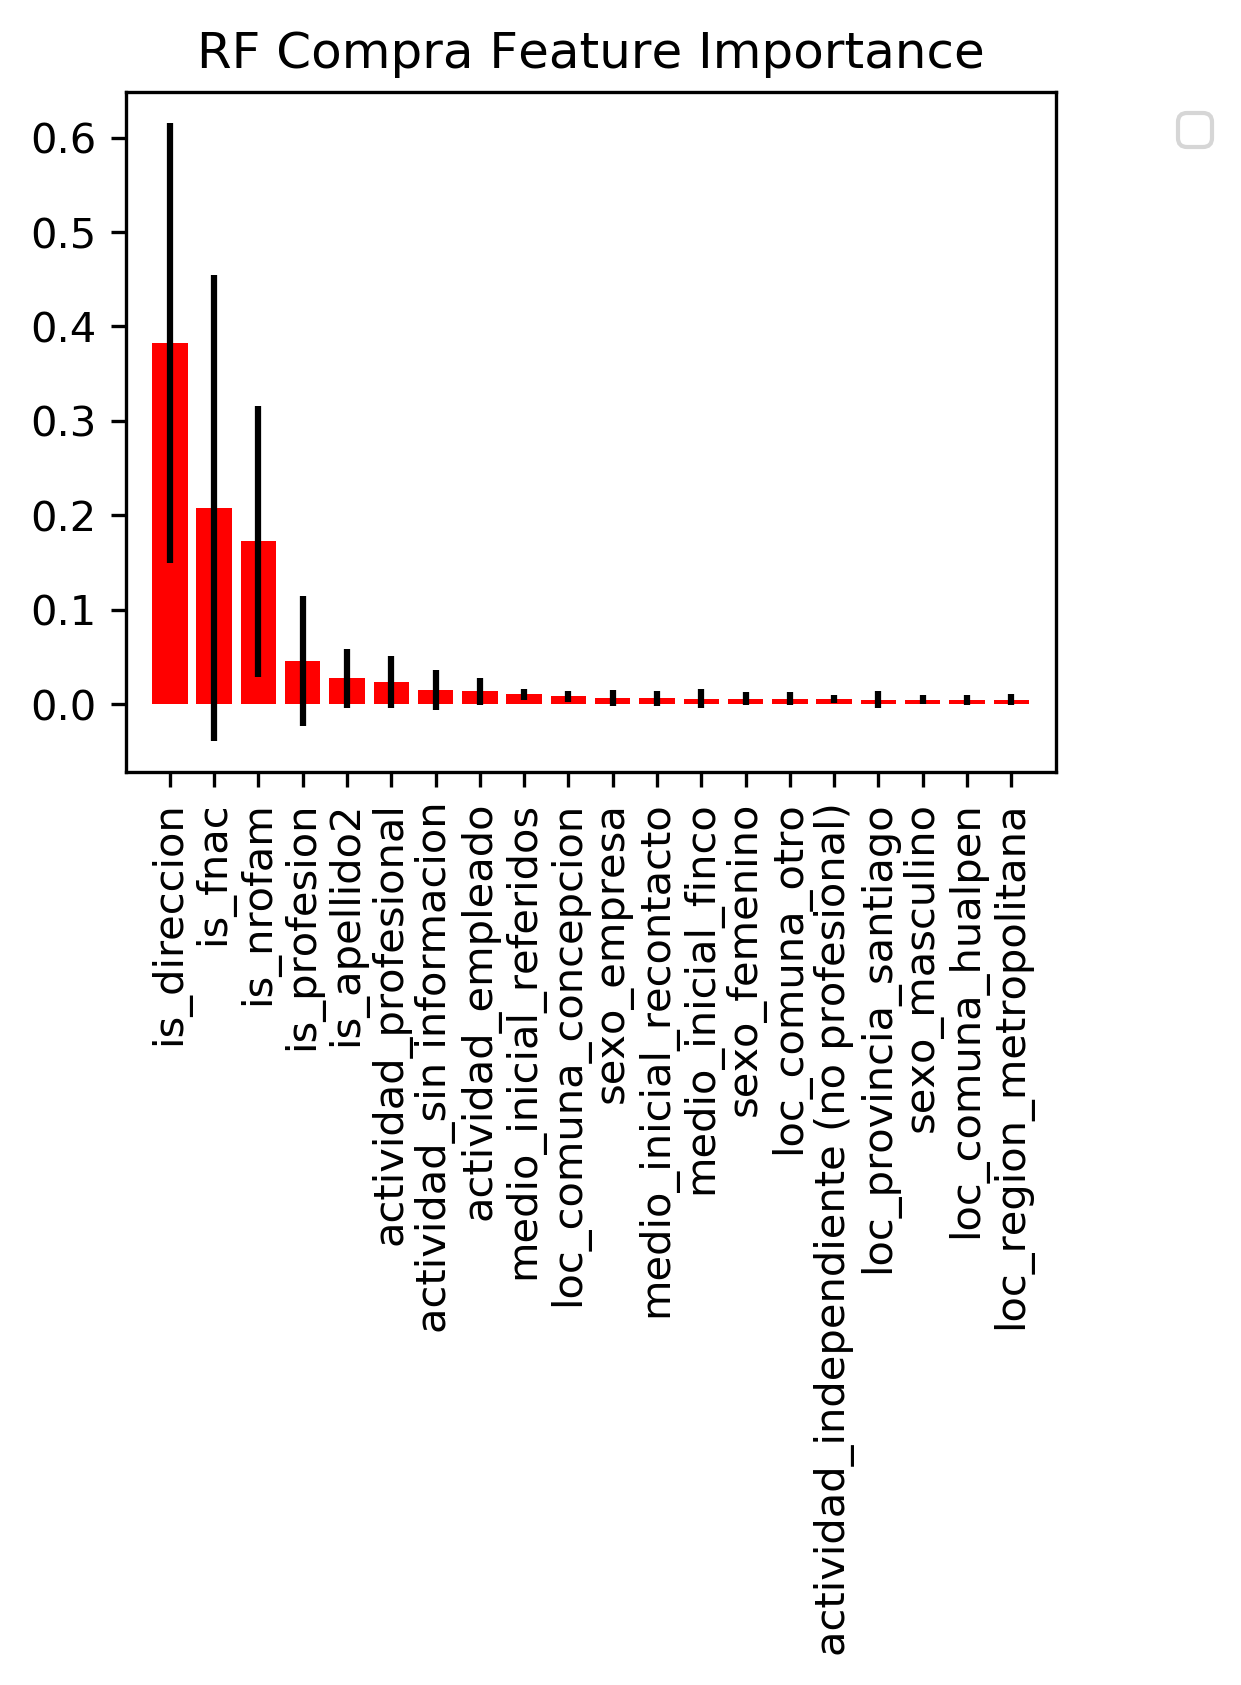 RF Compra Feature Importance
0.6
0.5
0.4
0.3
0.2
0.1
0.0
is_direccion
is_fnac
is_nrofam
is_profesion
is_apellido2
actividad_profesional
actividad_sin informacion
actividad_empleado
medio_inicial_referidos
loc_comuna_concepcion
sexo_empresa
medio_inicial_recontacto
medio_inicial_finco
sexo_femenino
loc_comuna_otro
actividad_independiente (no profesional)
loc_provincia_santiago
sexo_masculino
loc_comuna_hualpen
loc_region_metropolitana